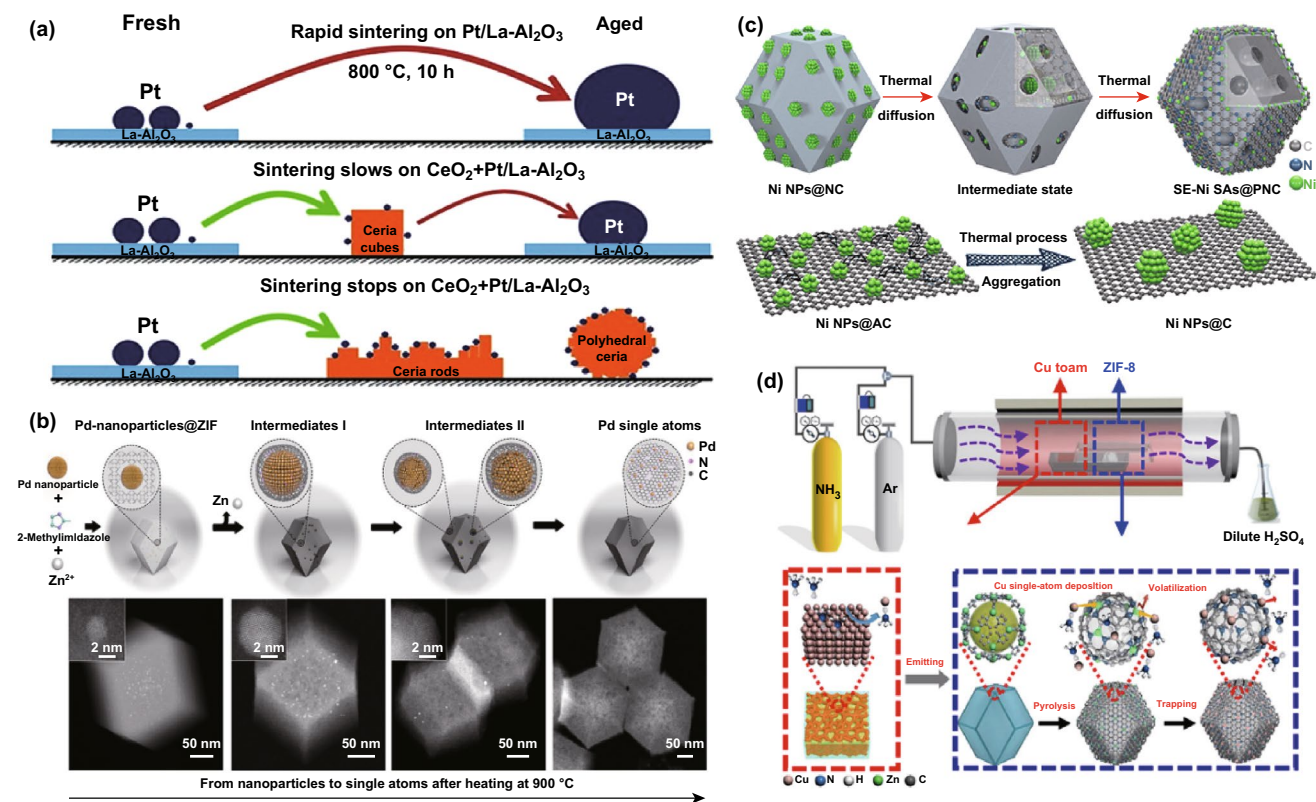 (a)
Fresh
Aged
Rapid sintering on Pt/La-Al₂O₃
800 °C, 10 h
Pt
Pt
La-Al₂O₃
La-Al₂O₃
Sintering slows on CeO₂+Pt/La-Al₂O₃
Pt
Ceria
cubes
Pt
La-Al₂O₃
La-Al₂O₃
Sintering stops on CeO₂+Pt/La-Al₂O₃
Pt
Polyhedral
ceria
La-Al₂O₃
Ceria rods
(b)
Pd-nanoparticles@ZIF
Intermediates I
Intermediates II
Pd single atoms
Pd
N
C
Pd nanoparticle
+
2-MethylimIdazole
+
Zn²⁺
Zn
2 nm
2 nm
2 nm
50 nm
50 nm
50 nm
50 nm
From nanoparticles to single atoms after heating at 900 °C
(c)
Thermal
diffusion
Thermal
diffusion
C
N
Ni
Ni NPs@NC
Intermediate state
SE-Ni SAs@PNC
Thermal process
Aggregation
Ni NPs@AC
Ni NPs@C
(d)
Cu toam
ZIF-8
NH₃
Ar
Dilute H₂SO₄
Cu single-atom deposItIon
Volatilization
Emitting
Pyrolysis
Trapping
Cu N H Zn C